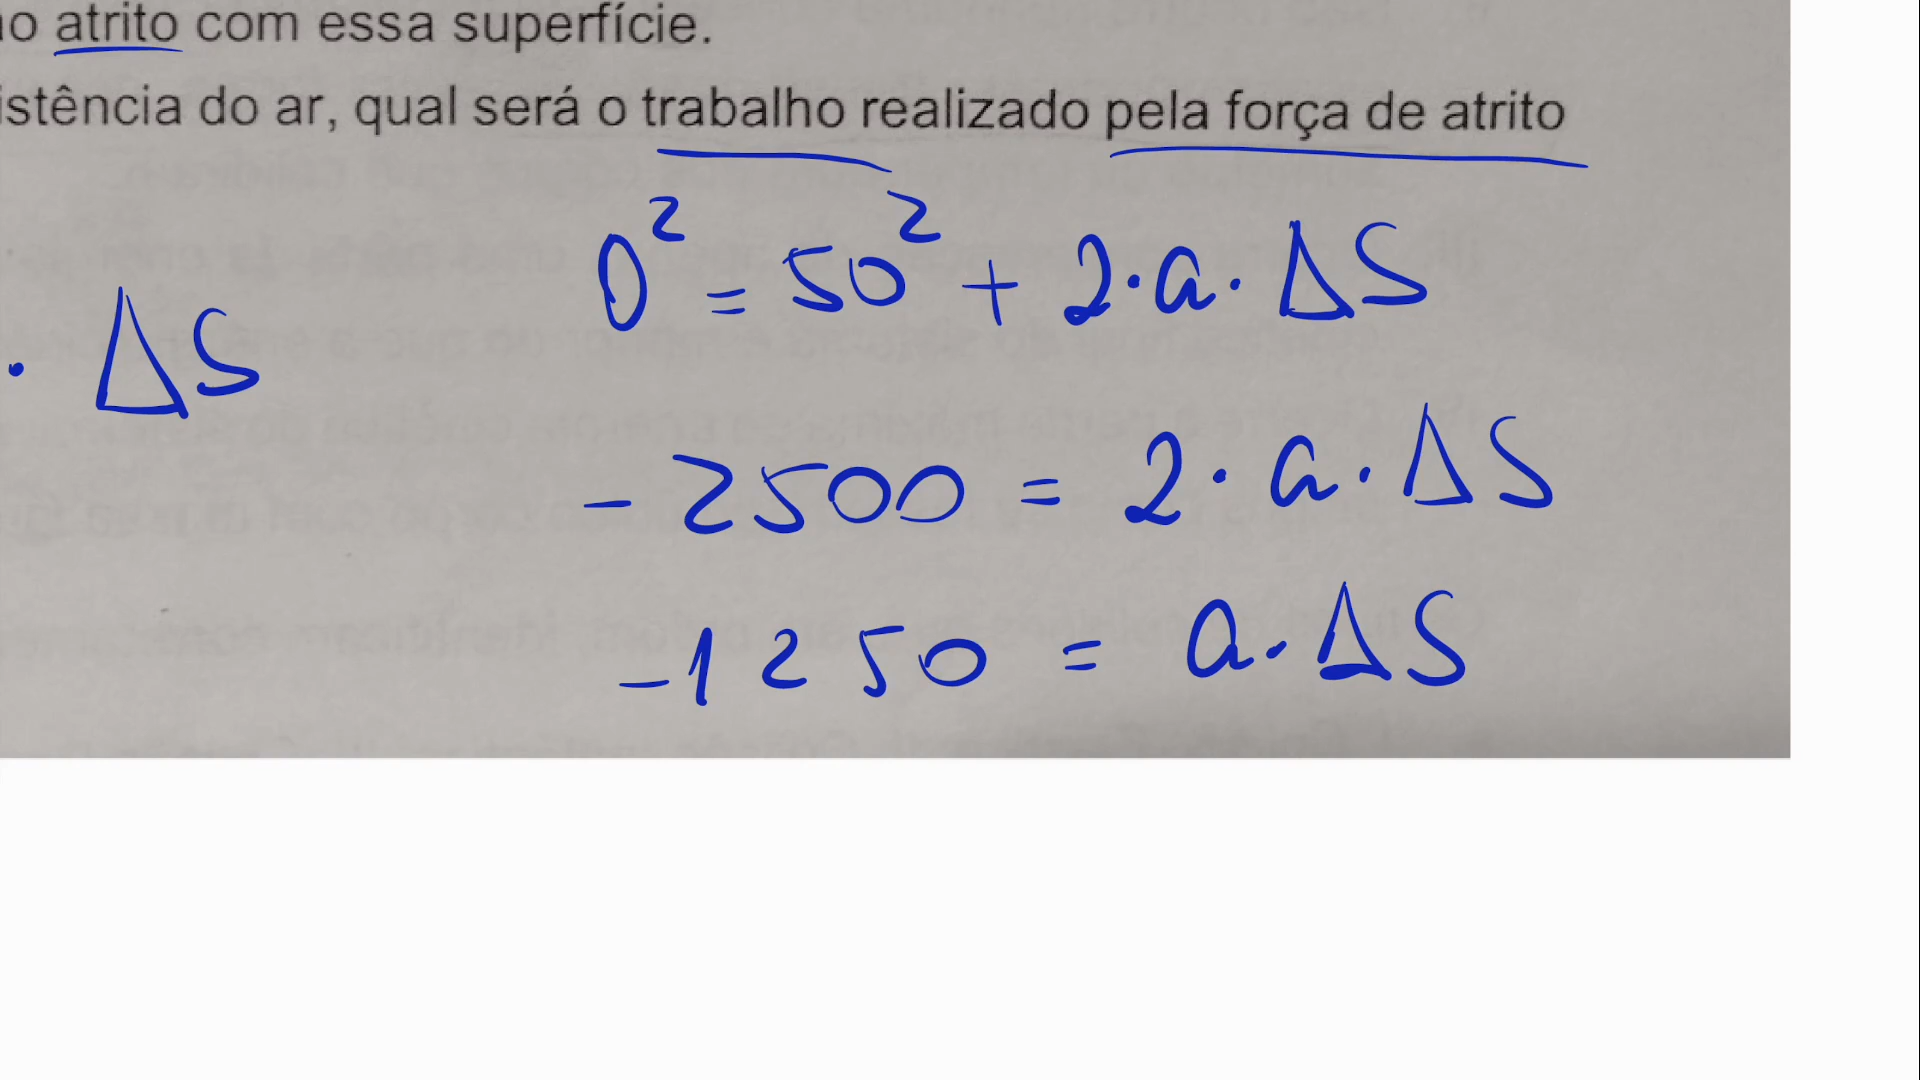 atrito com essa superfície.
do ar, qual será o trabalho realizado pela força de atrito
0² = 50² + 2·a·ΔS
· ΔS
-2500 = 2·a·ΔS
-1250 = a·ΔS